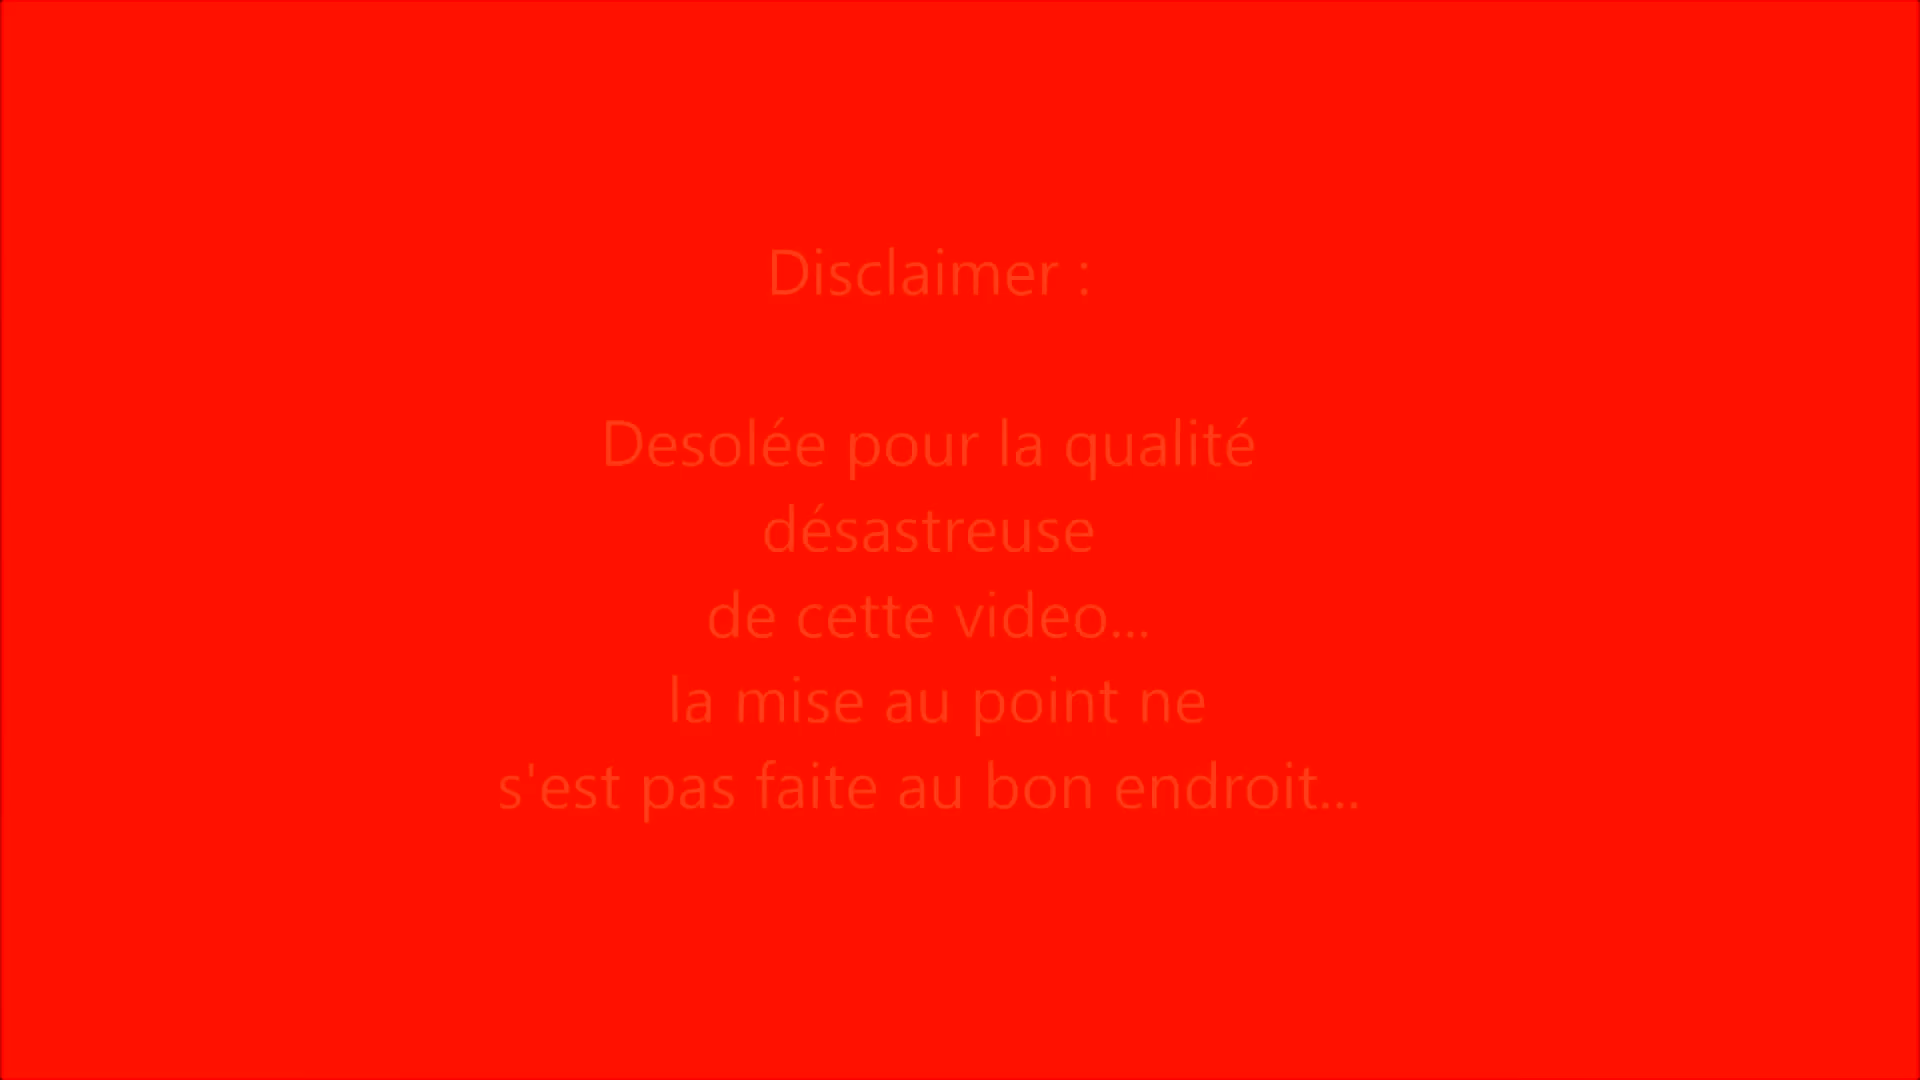 Disclaimer :
Desolée pour la qualité
désastreuse
de cette video...
la mise au point ne
s'est pas faite au bon endroit...